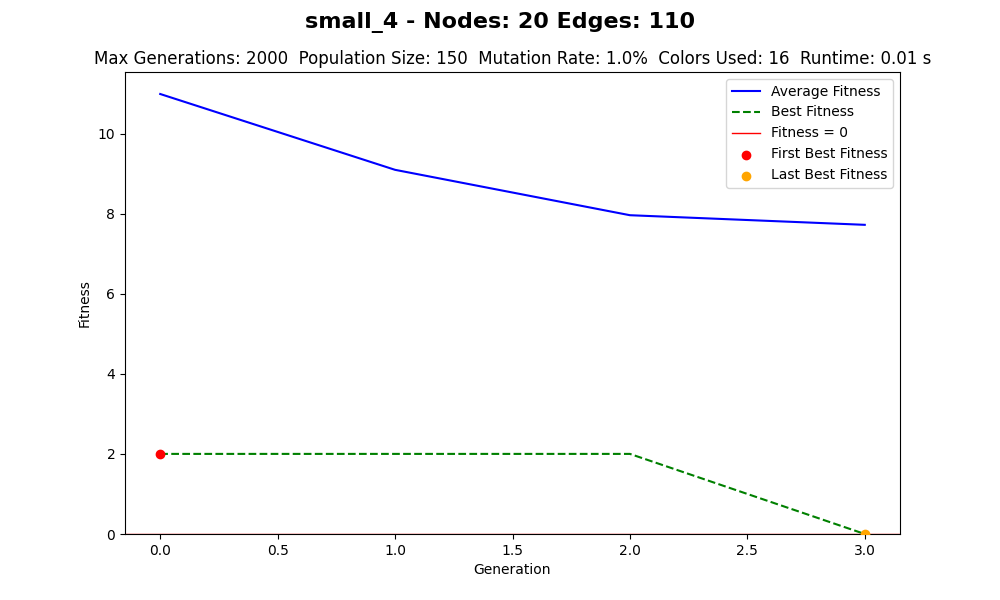 small_4 - Nodes: 20 Edges: 110
Max Generations: 2000  Population Size: 150  Mutation Rate: 1.0%  Colors Used: 16  Runtime: 0.01 s
Average Fitness
Best Fitness
Fitness = 0
First Best Fitness
Last Best Fitness
Fitness
10
8
6
4
2
0
0.0 0.5 1.0 1.5 2.0 2.5 3.0
Generation